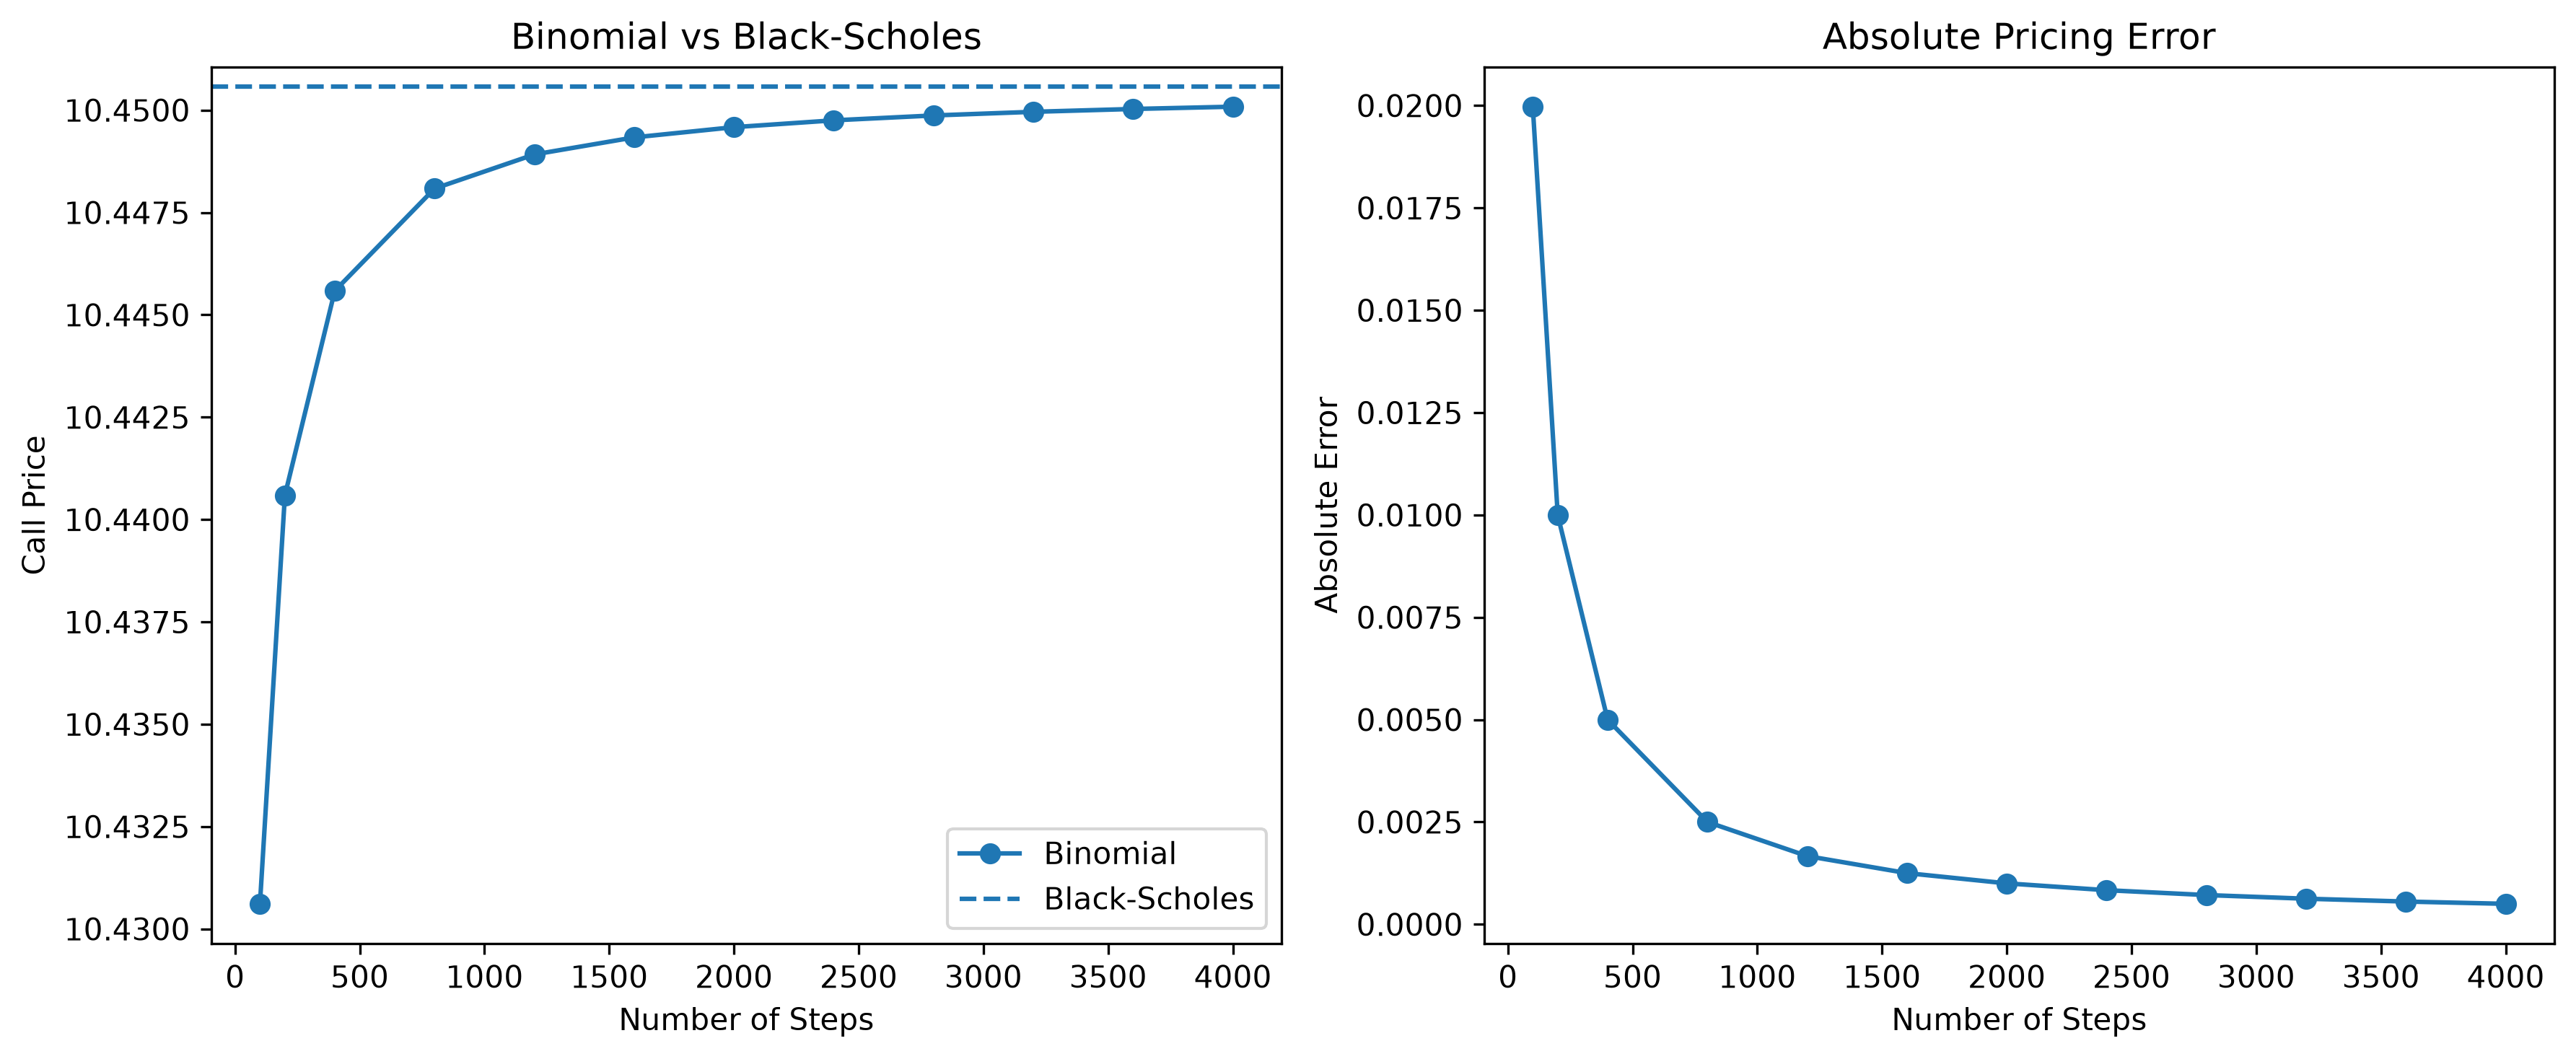 Binomial vs Black-Scholes
Call Price
10.4500
10.4475
10.4450
10.4425
10.4400
10.4375
10.4350
10.4325
10.4300
Binomial
Black-Scholes
0 500 1000 1500 2000 2500 3000 3500 4000
Number of Steps
Absolute Pricing Error
Absolute Error
0.0200
0.0175
0.0150
0.0125
0.0100
0.0075
0.0050
0.0025
0.0000
0 500 1000 1500 2000 2500 3000 3500 4000
Number of Steps